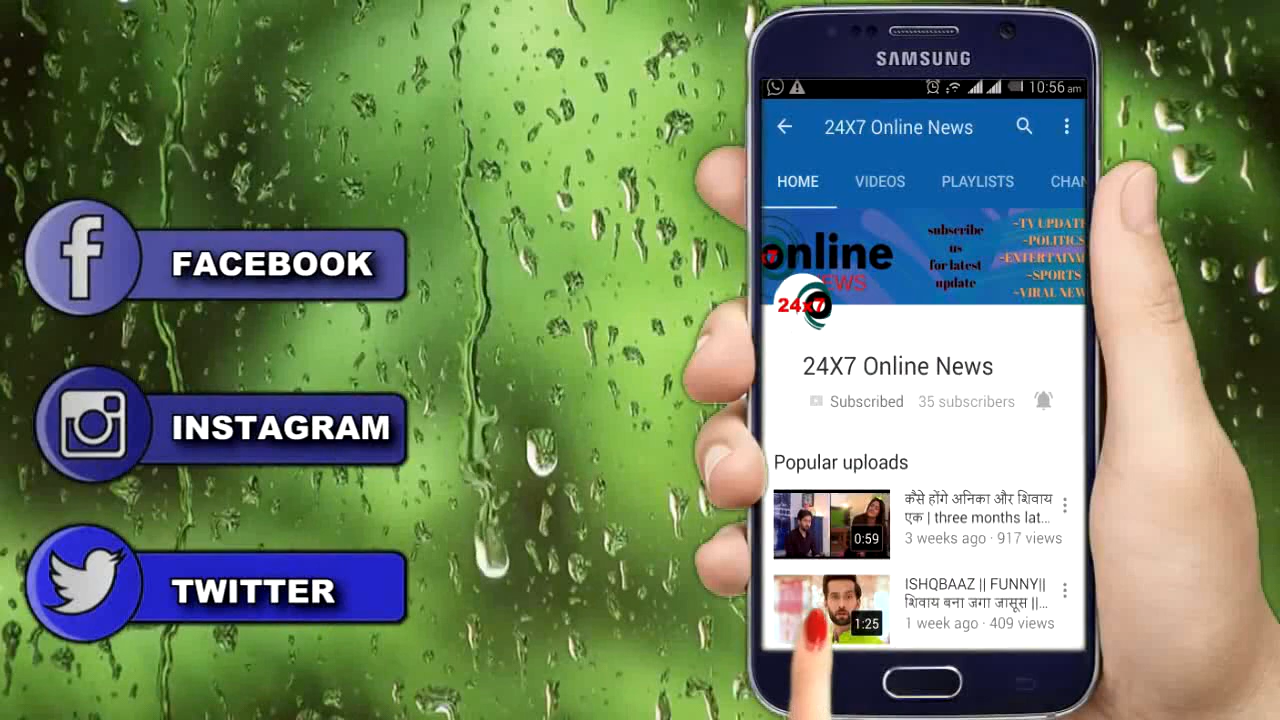 FACEBOOK
INSTAGRAM
TWITTER
SAMSUNG
10:56 am
24X7 Online News
HOME VIDEOS PLAYLISTS CHAN
online
NEWS
subscribe
us
for latest
update
~TV UPDATE
~POLITICS
~ENTERTAINM
~SPORTS
~VIRAL NEW
24x7
24X7 Online News
Subscribed 35 subscribers
Popular uploads
0:59
कैसे होंगे अनिका और शिवाय
एक | three months lat...
3 weeks ago · 917 views
1:25
ISHQBAAZ || FUNNY||
शिवाय बना जगा जासूस ||...
1 week ago · 409 views